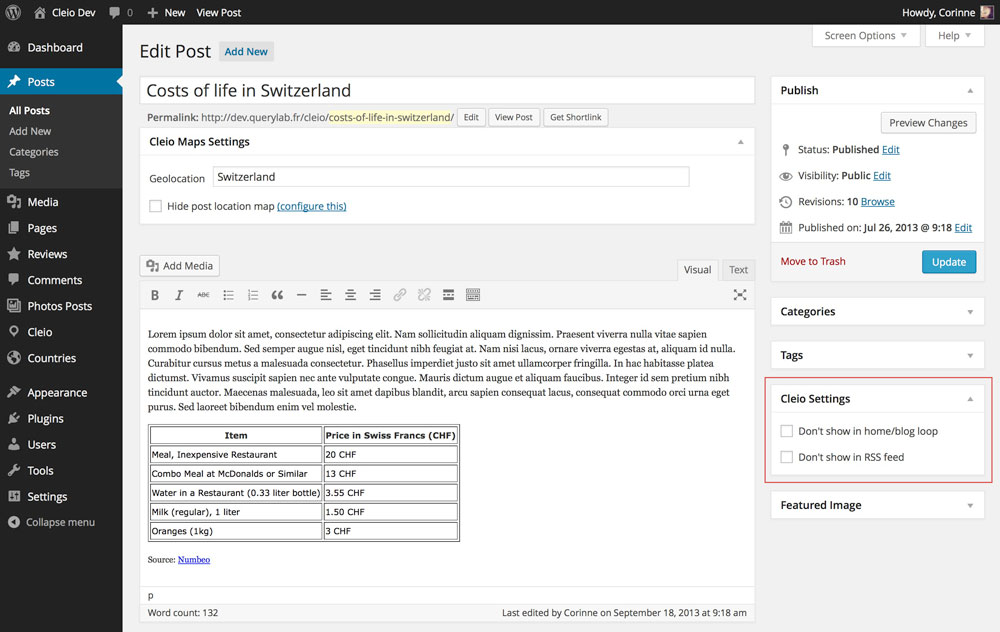 Cleio Dev 0 New View Post Howdy, Corinne
Dashboard
Posts
All Posts
Add New
Categories
Tags
Media
Pages
Reviews
Comments
Photos Posts
Cleio
Countries
Appearance
Plugins
Users
Tools
Settings
Collapse menu
Screen Options Help
Edit Post Add New
Costs of life in Switzerland
Permalink: http://dev.querylab.fr/cleio/costs-of-life-in-switzerland/ Edit View Post Get Shortlink
Cleio Maps Settings
Geolocation Switzerland
Hide post location map (configure this)
Add Media
Visual Text
B I ABC
Lorem ipsum dolor sit amet, consectetur adipiscing elit. Nam sollicitudin aliquam dignissim. Praesent viverra nulla vitae sapien
commodo bibendum. Sed semper augue nisl, eget tincidunt nibh feugiat at. Nam nisi lacus, ornare viverra egestas at, aliquam id nulla.
Curabitur cursus metus a malesuada consectetur. Phasellus imperdiet justo sit amet ullamcorper fringilla. In hac habitasse platea
dictumst. Vivamus suscipit sapien nec ante vulputate congue. Mauris dictum augue et aliquam faucibus. Integer id sem pretium nibh
tincidunt auctor. Maecenas malesuada, leo sit amet dapibus blandit, arcu sapien consequat lacus, consequat commodo orci urna eget
purus. Sed laoreet bibendum enim vel molestie.
Item Price in Swiss Francs (CHF)
Meal, Inexpensive Restaurant 20 CHF
Combo Meal at McDonalds or Similar 13 CHF
Water in a Restaurant (0.33 liter bottle) 3.55 CHF
Milk (regular), 1 liter 1.50 CHF
Oranges (1kg) 3 CHF
Source: Numbeo
p
Word count: 132 Last edited by Corinne on September 18, 2013 at 9:18 am
Publish
Preview Changes
Status: Published Edit
Visibility: Public Edit
Revisions: 10 Browse
Published on: Jul 26, 2013 @ 9:18 Edit
Move to Trash Update
Categories
Tags
Cleio Settings
Don't show in home/blog loop
Don't show in RSS feed
Featured Image